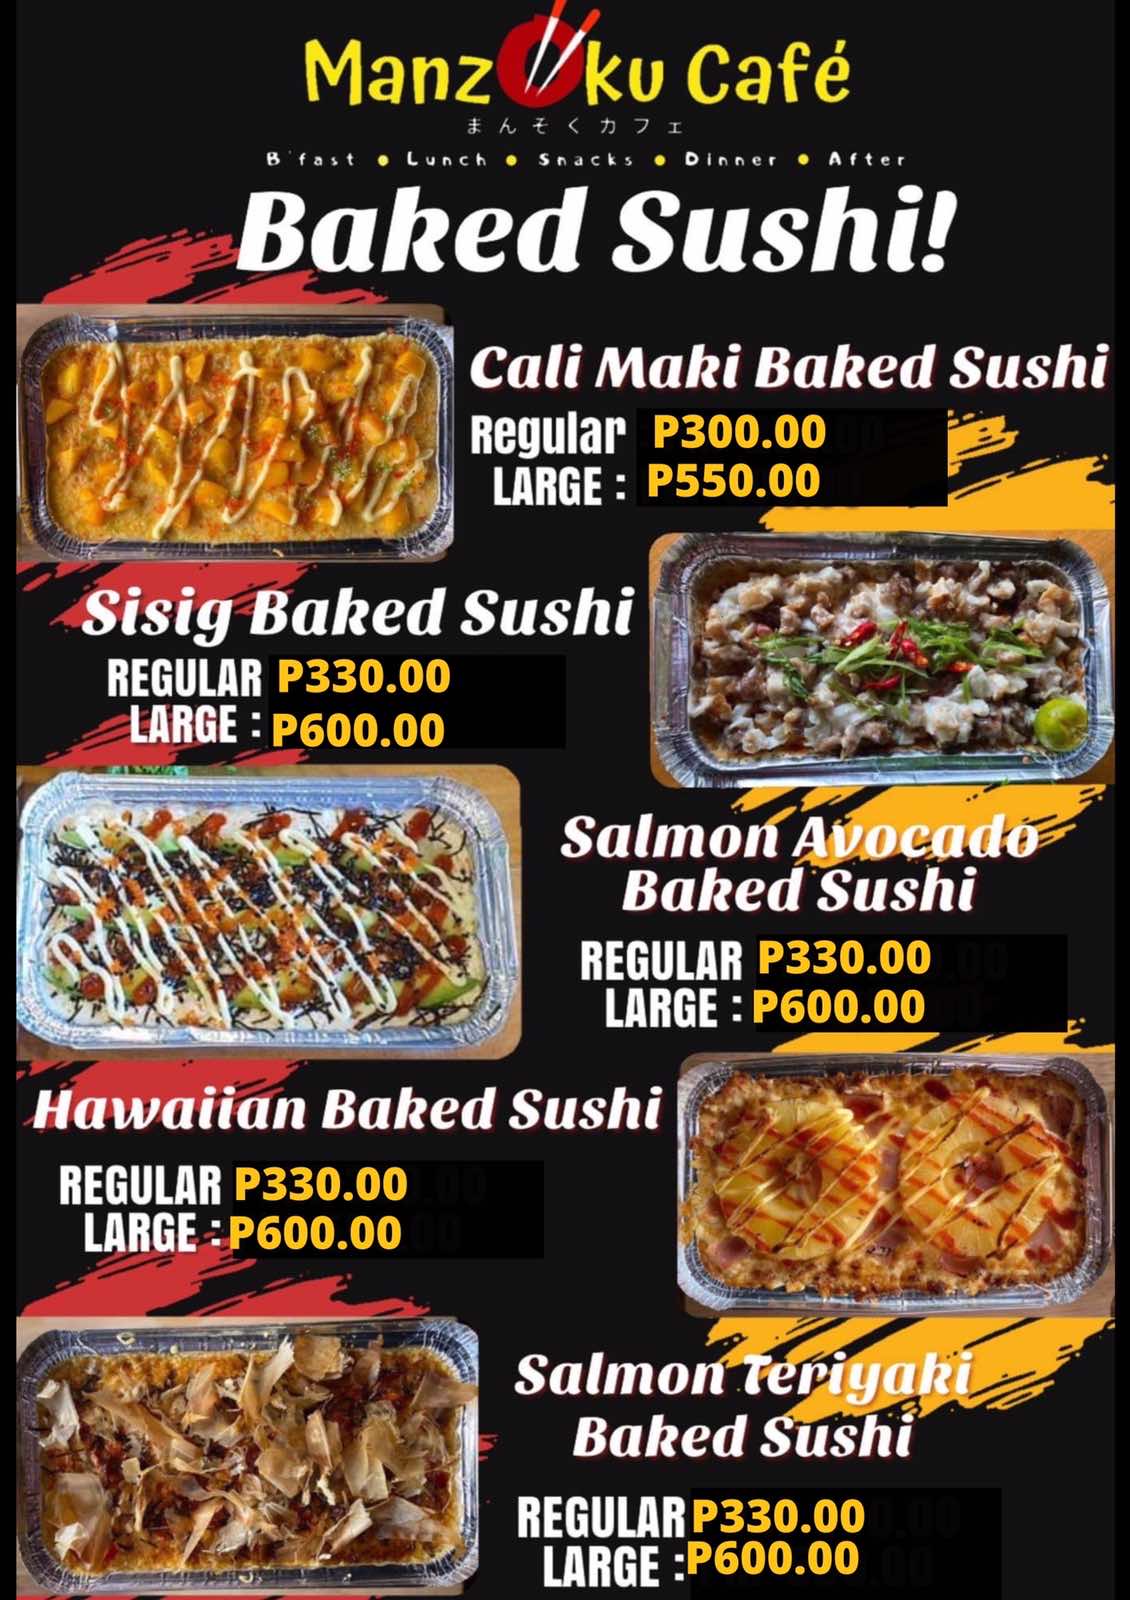 Manzoku Café
まんそくカフェ
B'fast • Lunch • Snacks • Dinner • After
Baked Sushi!
Cali Maki Baked Sushi
Regular P300.00
LARGE : P550.00
Sisig Baked Sushi
REGULAR P330.00
LARGE : P600.00
Salmon Avocado
Baked Sushi
REGULAR P330.00
LARGE : P600.00
Hawaiian Baked Sushi
REGULAR P330.00
LARGE : P600.00
Salmon Teriyaki
Baked Sushi
REGULAR P330.00
LARGE : P600.00